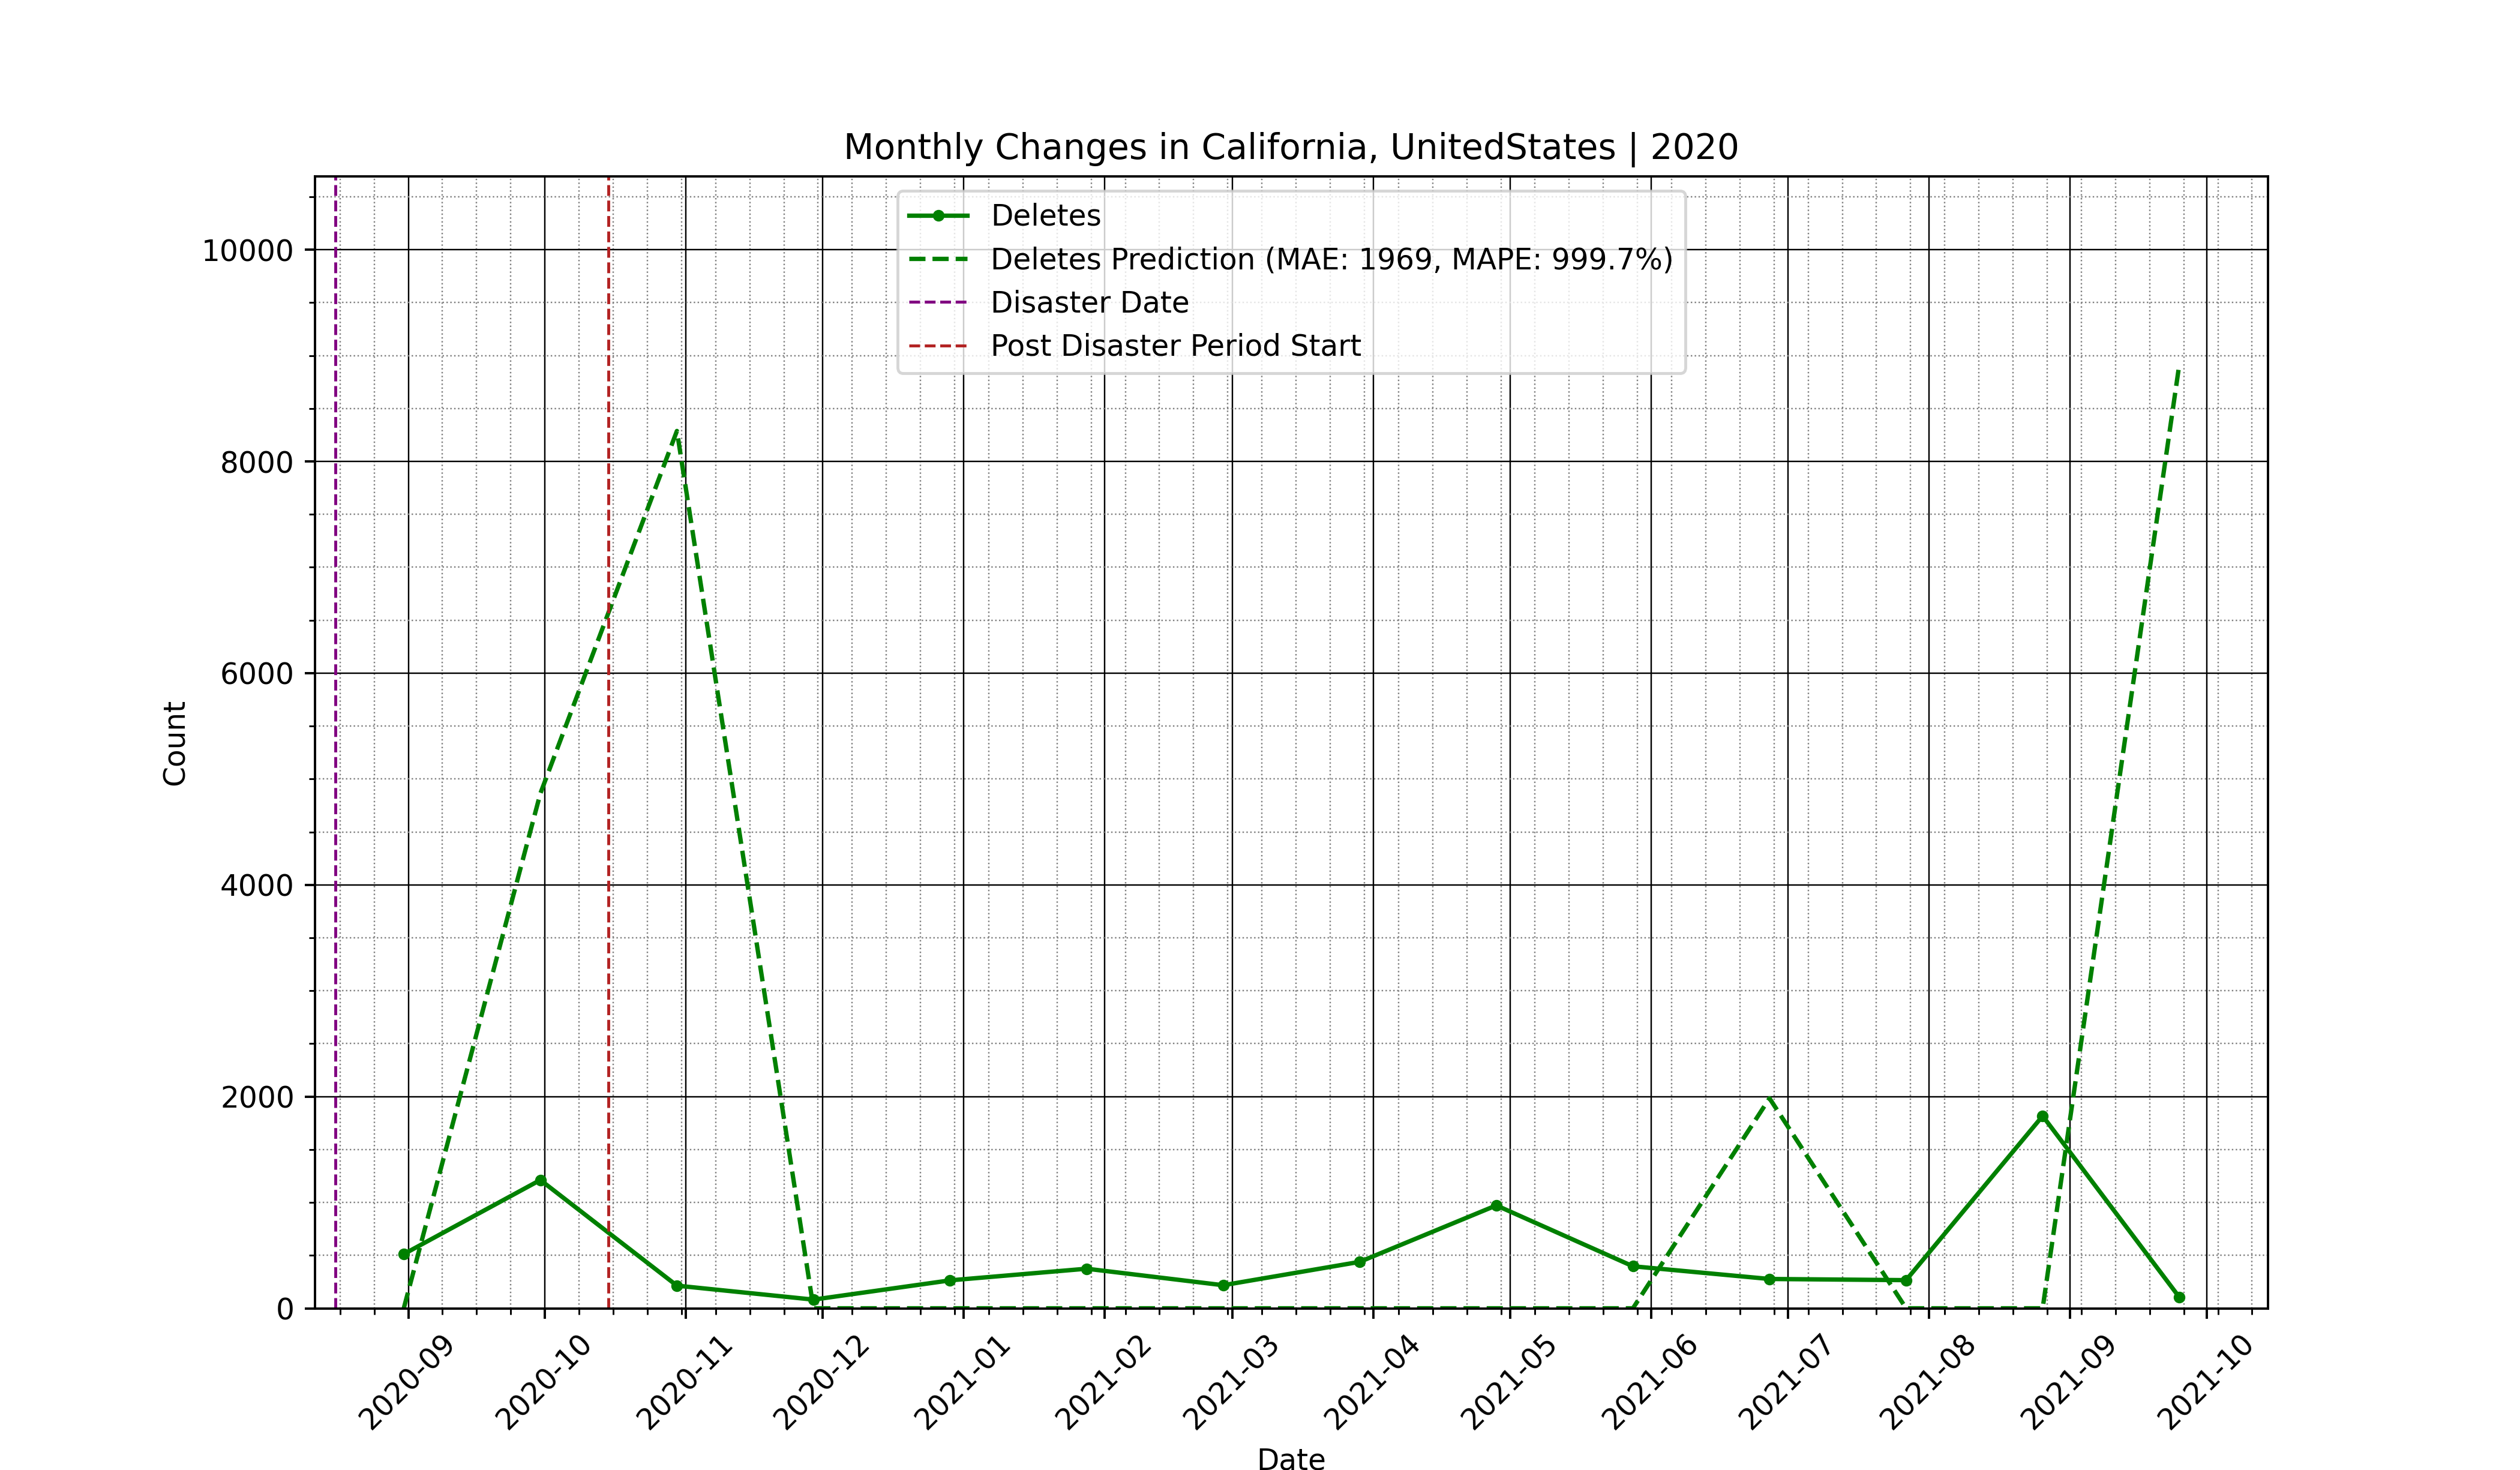 Monthly Changes in California, UnitedStates | 2020
Deletes
Deletes Prediction (MAE: 1969, MAPE: 999.7%)
Disaster Date
Post Disaster Period Start
10000
8000
6000
4000
2000
0
Count
2020-09
2020-10
2020-11
2020-12
2021-01
2021-02
2021-03
2021-04
2021-05
2021-06
2021-07
2021-08
2021-09
2021-10
Date